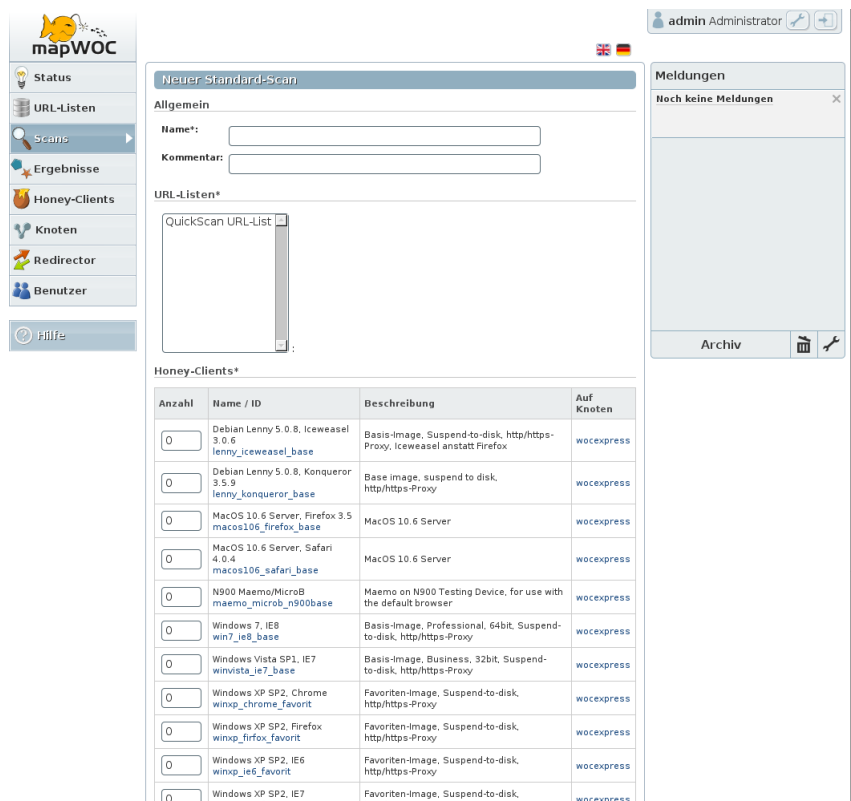 mapWOC
admin Administrator
Status
URL-Listen
Scans
Ergebnisse
Honey-Clients
Knoten
Redirector
Benutzer
Hilfe
Neuer Standard-Scan
Allgemein
Name*:
Kommentar:
URL-Listen*
QuickScan URL-List
:
Honey-Clients*
Anzahl Name / ID Beschreibung Auf
Knoten
0
Debian Lenny 5.0.8, Iceweasel
3.0.6
lenny_iceweasel_base
Basis-Image, Suspend-to-disk, http/https-
Proxy, Iceweasel anstatt Firefox
wocexpress
0
Debian Lenny 5.0.8, Konqueror
3.5.9
lenny_konqueror_base
Base image, suspend to disk,
http/https-Proxy
wocexpress
0
MacOS 10.6 Server, Firefox 3.5
macos106_firefox_base
MacOS 10.6 Server
wocexpress
0
MacOS 10.6 Server, Safari
4.0.4
macos106_safari_base
MacOS 10.6 Server
wocexpress
0
N900 Maemo/MicroB
maemo_microb_n900base
Maemo on N900 Testing Device, for use with
the default browser
wocexpress
0
Windows 7, IE8
win7_ie8_base
Basis-Image, Professional, 64bit, Suspend-
to-disk, http/https-Proxy
wocexpress
0
Windows Vista SP1, IE7
winvista_ie7_base
Basis-Image, Business, 32bit, Suspend-
to-disk, http/https-Proxy
wocexpress
0
Windows XP SP2, Chrome
winxp_chrome_favorit
Favoriten-Image, Suspend-to-disk,
http/https-Proxy
wocexpress
0
Windows XP SP2, Firefox
winxp_firfox_favorit
Favoriten-Image, Suspend-to-disk,
http/https-Proxy
wocexpress
0
Windows XP SP2, IE6
winxp_ie6_favorit
Favoriten-Image, Suspend-to-disk,
http/https-Proxy
wocexpress
0
Windows XP SP2, IE7
Favoriten-Image, Suspend-to-disk,
wocexpress
Meldungen
Noch keine Meldungen
Archiv